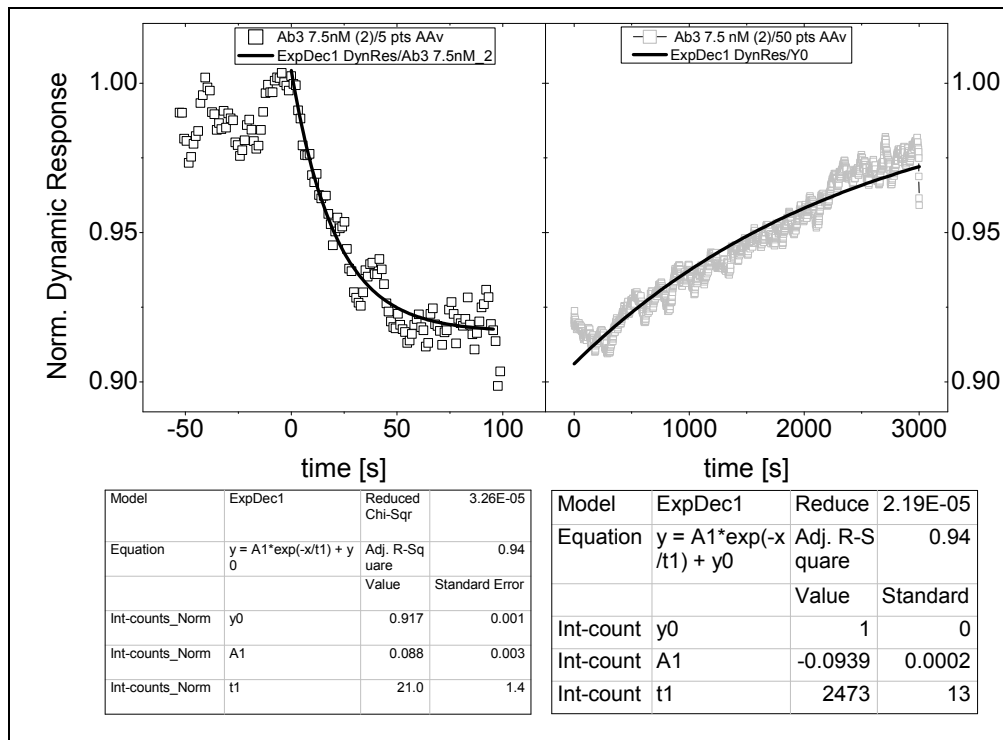 Ab3 7.5nM (2)/5 pts AAv
ExpDec1 DynRes/Ab3 7.5nM_2
Ab3 7.5 nM (2)/50 pts AAv
ExpDec1 DynRes/Y0
Norm. Dynamic Response
1.00
0.95
0.90
1.00
0.95
0.90
-50 0 50 100
time [s]
0 1000 2000 3000
time [s]
Model ExpDec1 Reduced 3.26E-05
Chi-Sqr
Equation y = A1*exp(-x/t1) + y Adj. R-Sq 0.94
0 uare
Value Standard Error
Int-counts_Norm y0 0.917 0.001
Int-counts_Norm A1 0.088 0.003
Int-counts_Norm t1 21.0 1.4
Model ExpDec1 Reduce 2.19E-05
Equation y = A1*exp(-x Adj. R-S 0.94
/t1) + y0 quare
Value Standard
Int-count y0 1 0
Int-count A1 -0.0939 0.0002
Int-count t1 2473 13